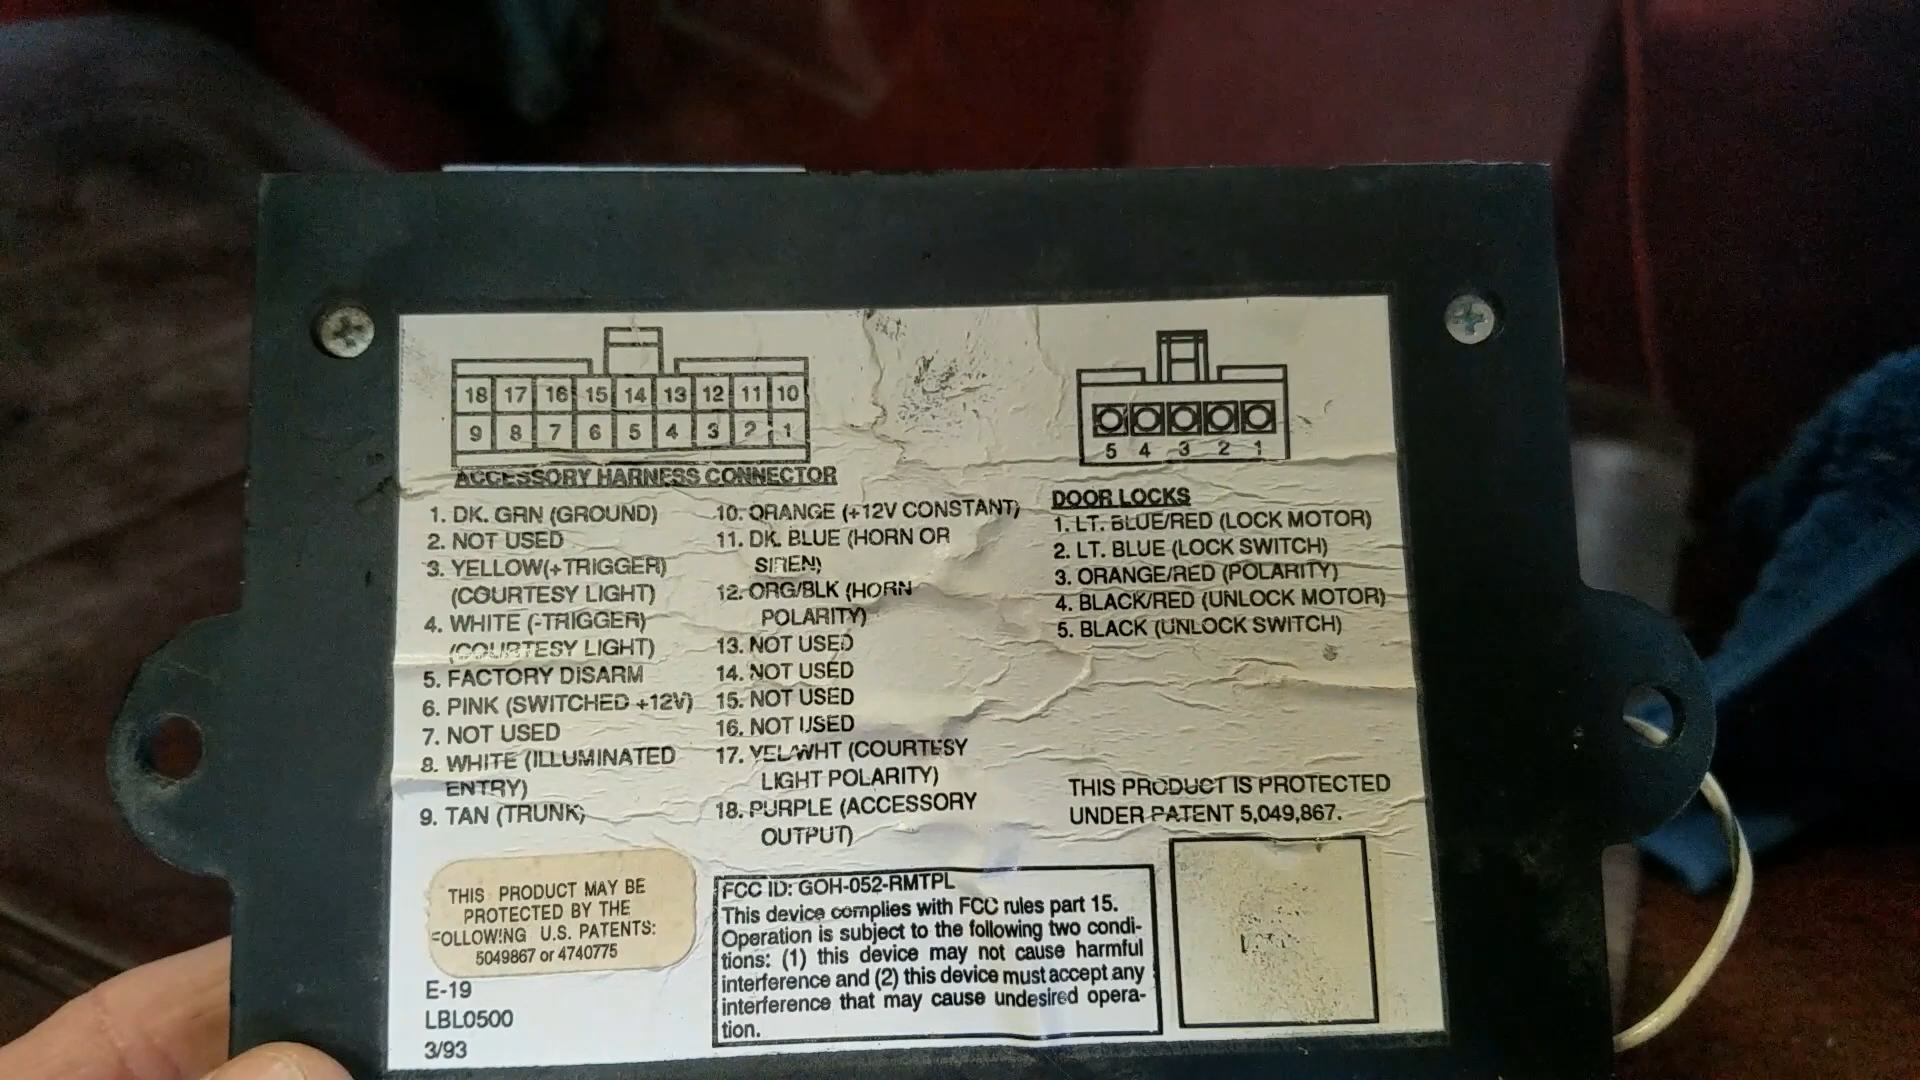 18 17 16 15 14 13 12 11 10
9 8 7 6 5 4 3 2 1
ACCESSORY HARNESS CONNECTOR
1. DK. GRN (GROUND)
2. NOT USED
3. YELLOW(+TRIGGER)
(COURTESY LIGHT)
4. WHITE (-TRIGGER)
(COURTESY LIGHT)
5. FACTORY DISARM
6. PINK (SWITCHED +12V)
7. NOT USED
8. WHITE (ILLUMINATED
ENTRY)
9. TAN (TRUNK)
10. ORANGE (+12V CONSTANT)
11. DK. BLUE (HORN OR
SIREN)
12. ORG/BLK (HORN
POLARITY)
13. NOT USED
14. NOT USED
15. NOT USED
16. NOT USED
17. YEL/WHT (COURTESY
LIGHT POLARITY)
18. PURPLE (ACCESSORY
OUTPUT)
5 4 3 2 1
DOOR LOCKS
1. LT. BLUE/RED (LOCK MOTOR)
2. LT. BLUE (LOCK SWITCH)
3. ORANGE/RED (POLARITY)
4. BLACK/RED (UNLOCK MOTOR)
5. BLACK (UNLOCK SWITCH)
THIS PRODUCT IS PROTECTED
UNDER PATENT 5,049,867.
THIS PRODUCT MAY BE
PROTECTED BY THE
FOLLOWING U.S. PATENTS:
5049867 or 4740775
E-19
LBL0500
3/93
FCC ID: GOH-052-RMTPL
This device complies with FCC rules part 15.
Operation is subject to the following two condi-
tions: (1) this device may not cause harmful
interference and (2) this device must accept any
interference that may cause undesired opera-
tion.